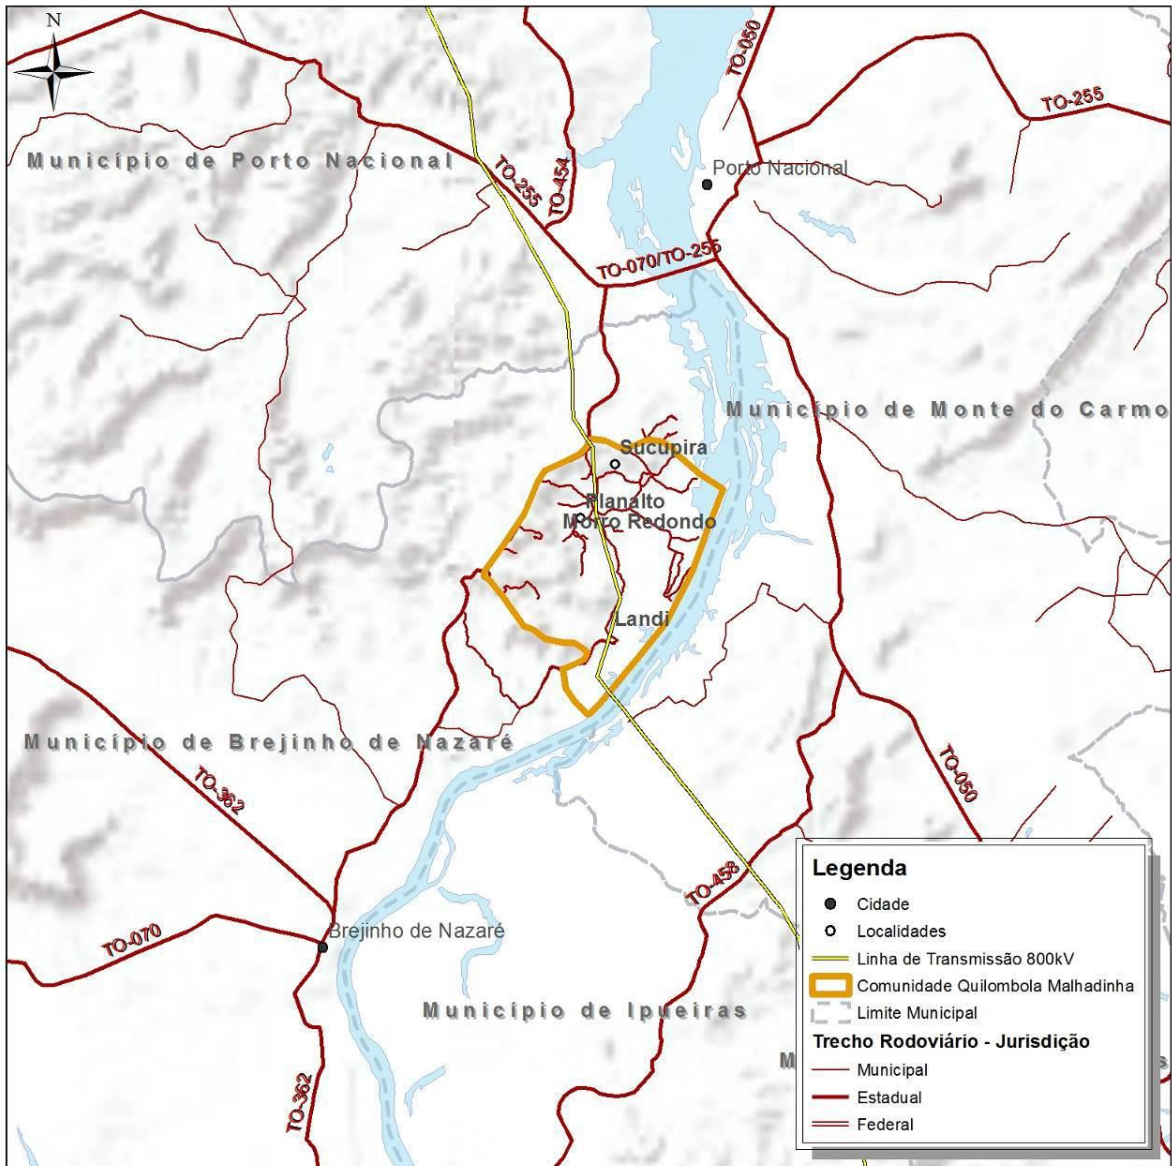 N
TO-050
TO-255
Município de Porto Nacional
TO-255
TO-454
Porto Nacional
TO-070/TO-255
Município de Monte do Carmo
Sucupira
Planalto
Morro Redondo
Landi
Município de Brejinho de Nazaré
TO-362
TO-050
TO-458
TO-070
Brejinho de Nazaré
Município de Ipueiras
TO-362
Legenda
Cidade
Localidades
Linha de Transmissão 800kV
Comunidade Quilombola Malhadinha
Limite Municipal
Trecho Rodoviário - Jurisdição
Municipal
Estadual
Federal